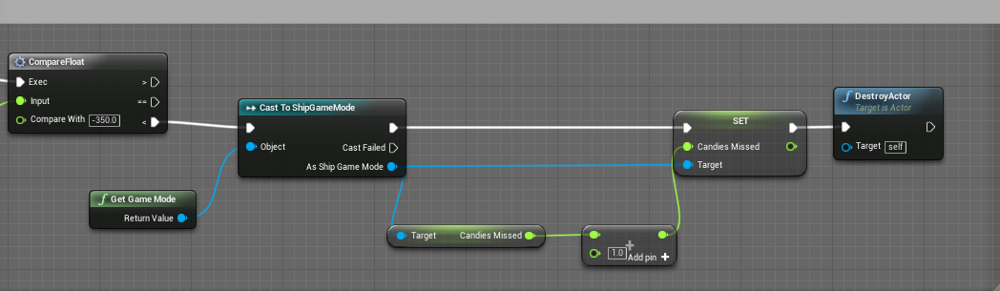 CompareFloat
Exec
>
Input
==
Compare With -350.0
<
Cast To ShipGameMode
Object
Cast Failed
As Ship Game Mode
f Get Game Mode
Return Value
Target Candies Missed
1.0
Add pin +
SET
Candies Missed
Target
f DestroyActor
Target is Actor
Target self